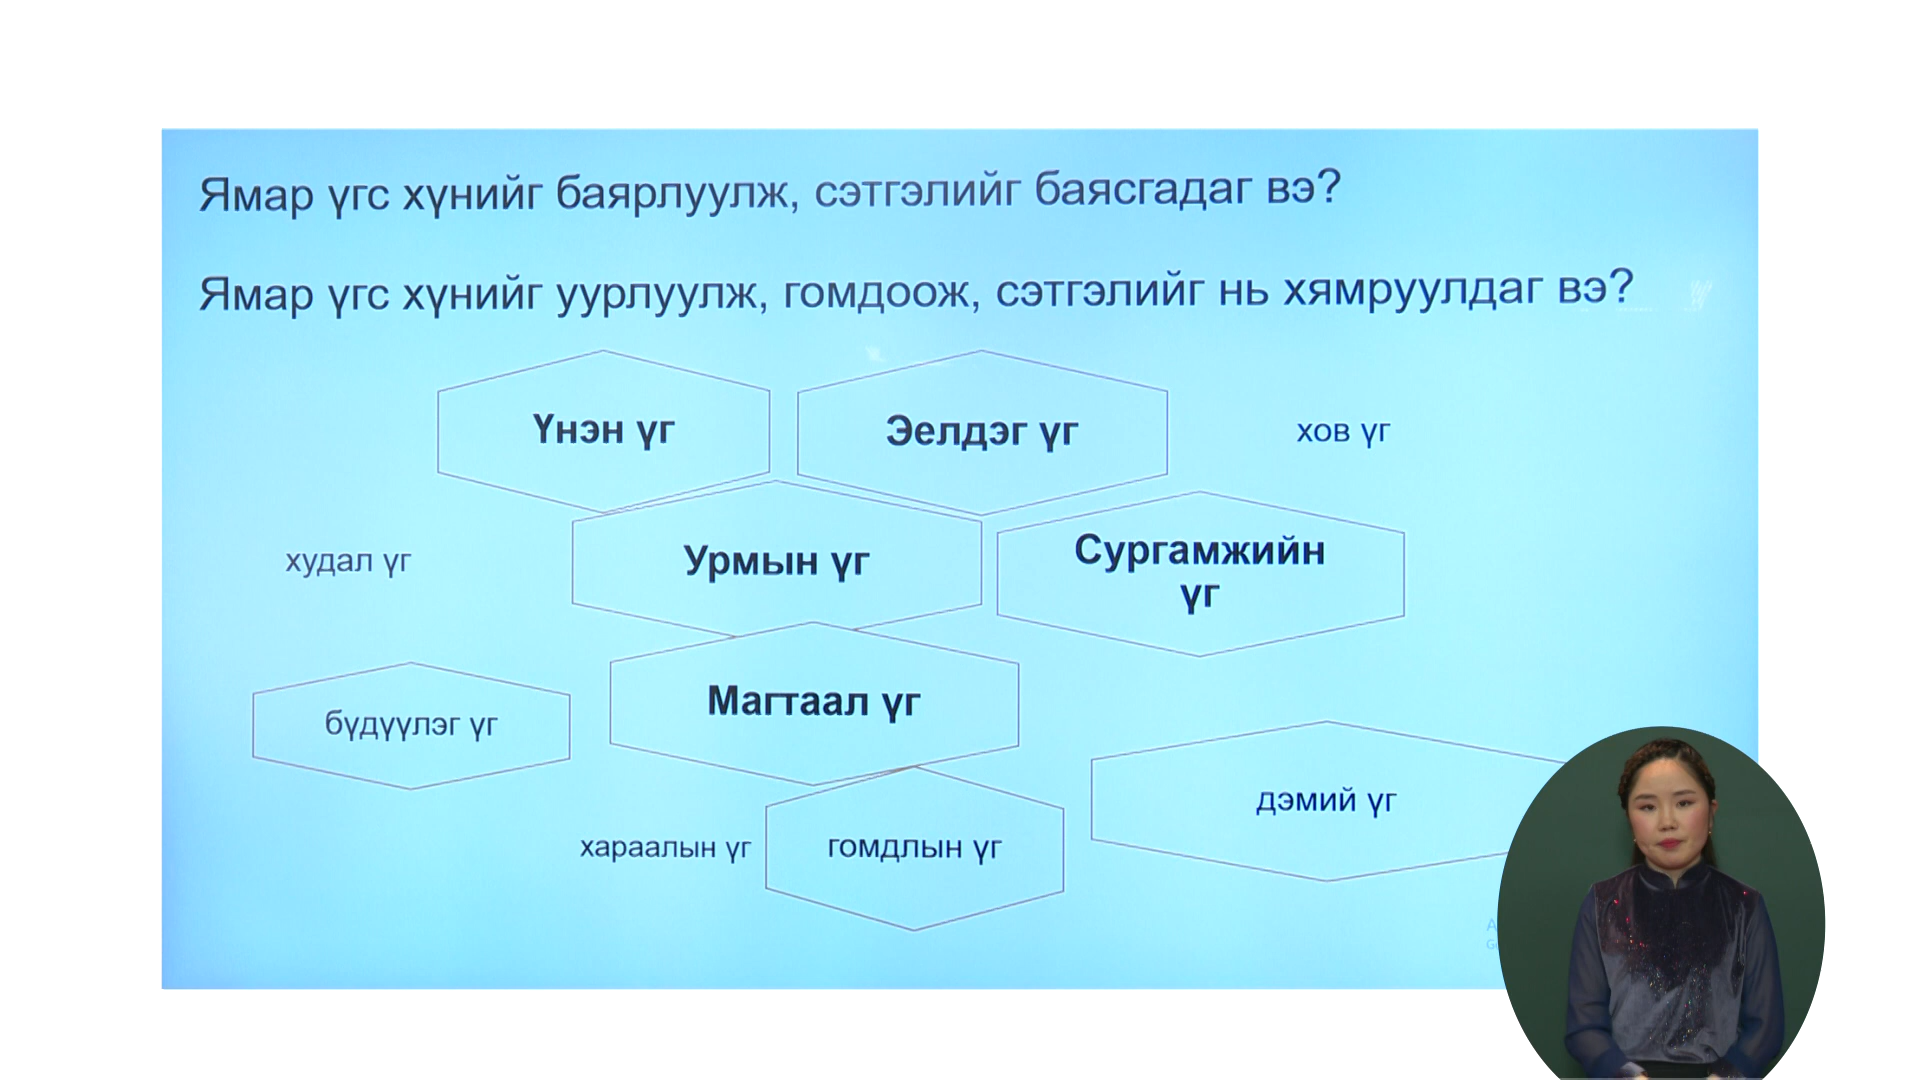 Ямар үгс хүнийг баярлуулж, сэтгэлийг баясгадаг вэ?
Ямар үгс хүнийг уурлуулж, гомдоож, сэтгэлийг нь хямруулдаг вэ?
Үнэн үг
Эелдэг үг
хов үг
худал үг
Урмын үг
Сургамжийн
үг
бүдүүлэг үг
Магтаал үг
дэмий үг
хараалын үг
гомдлын үг